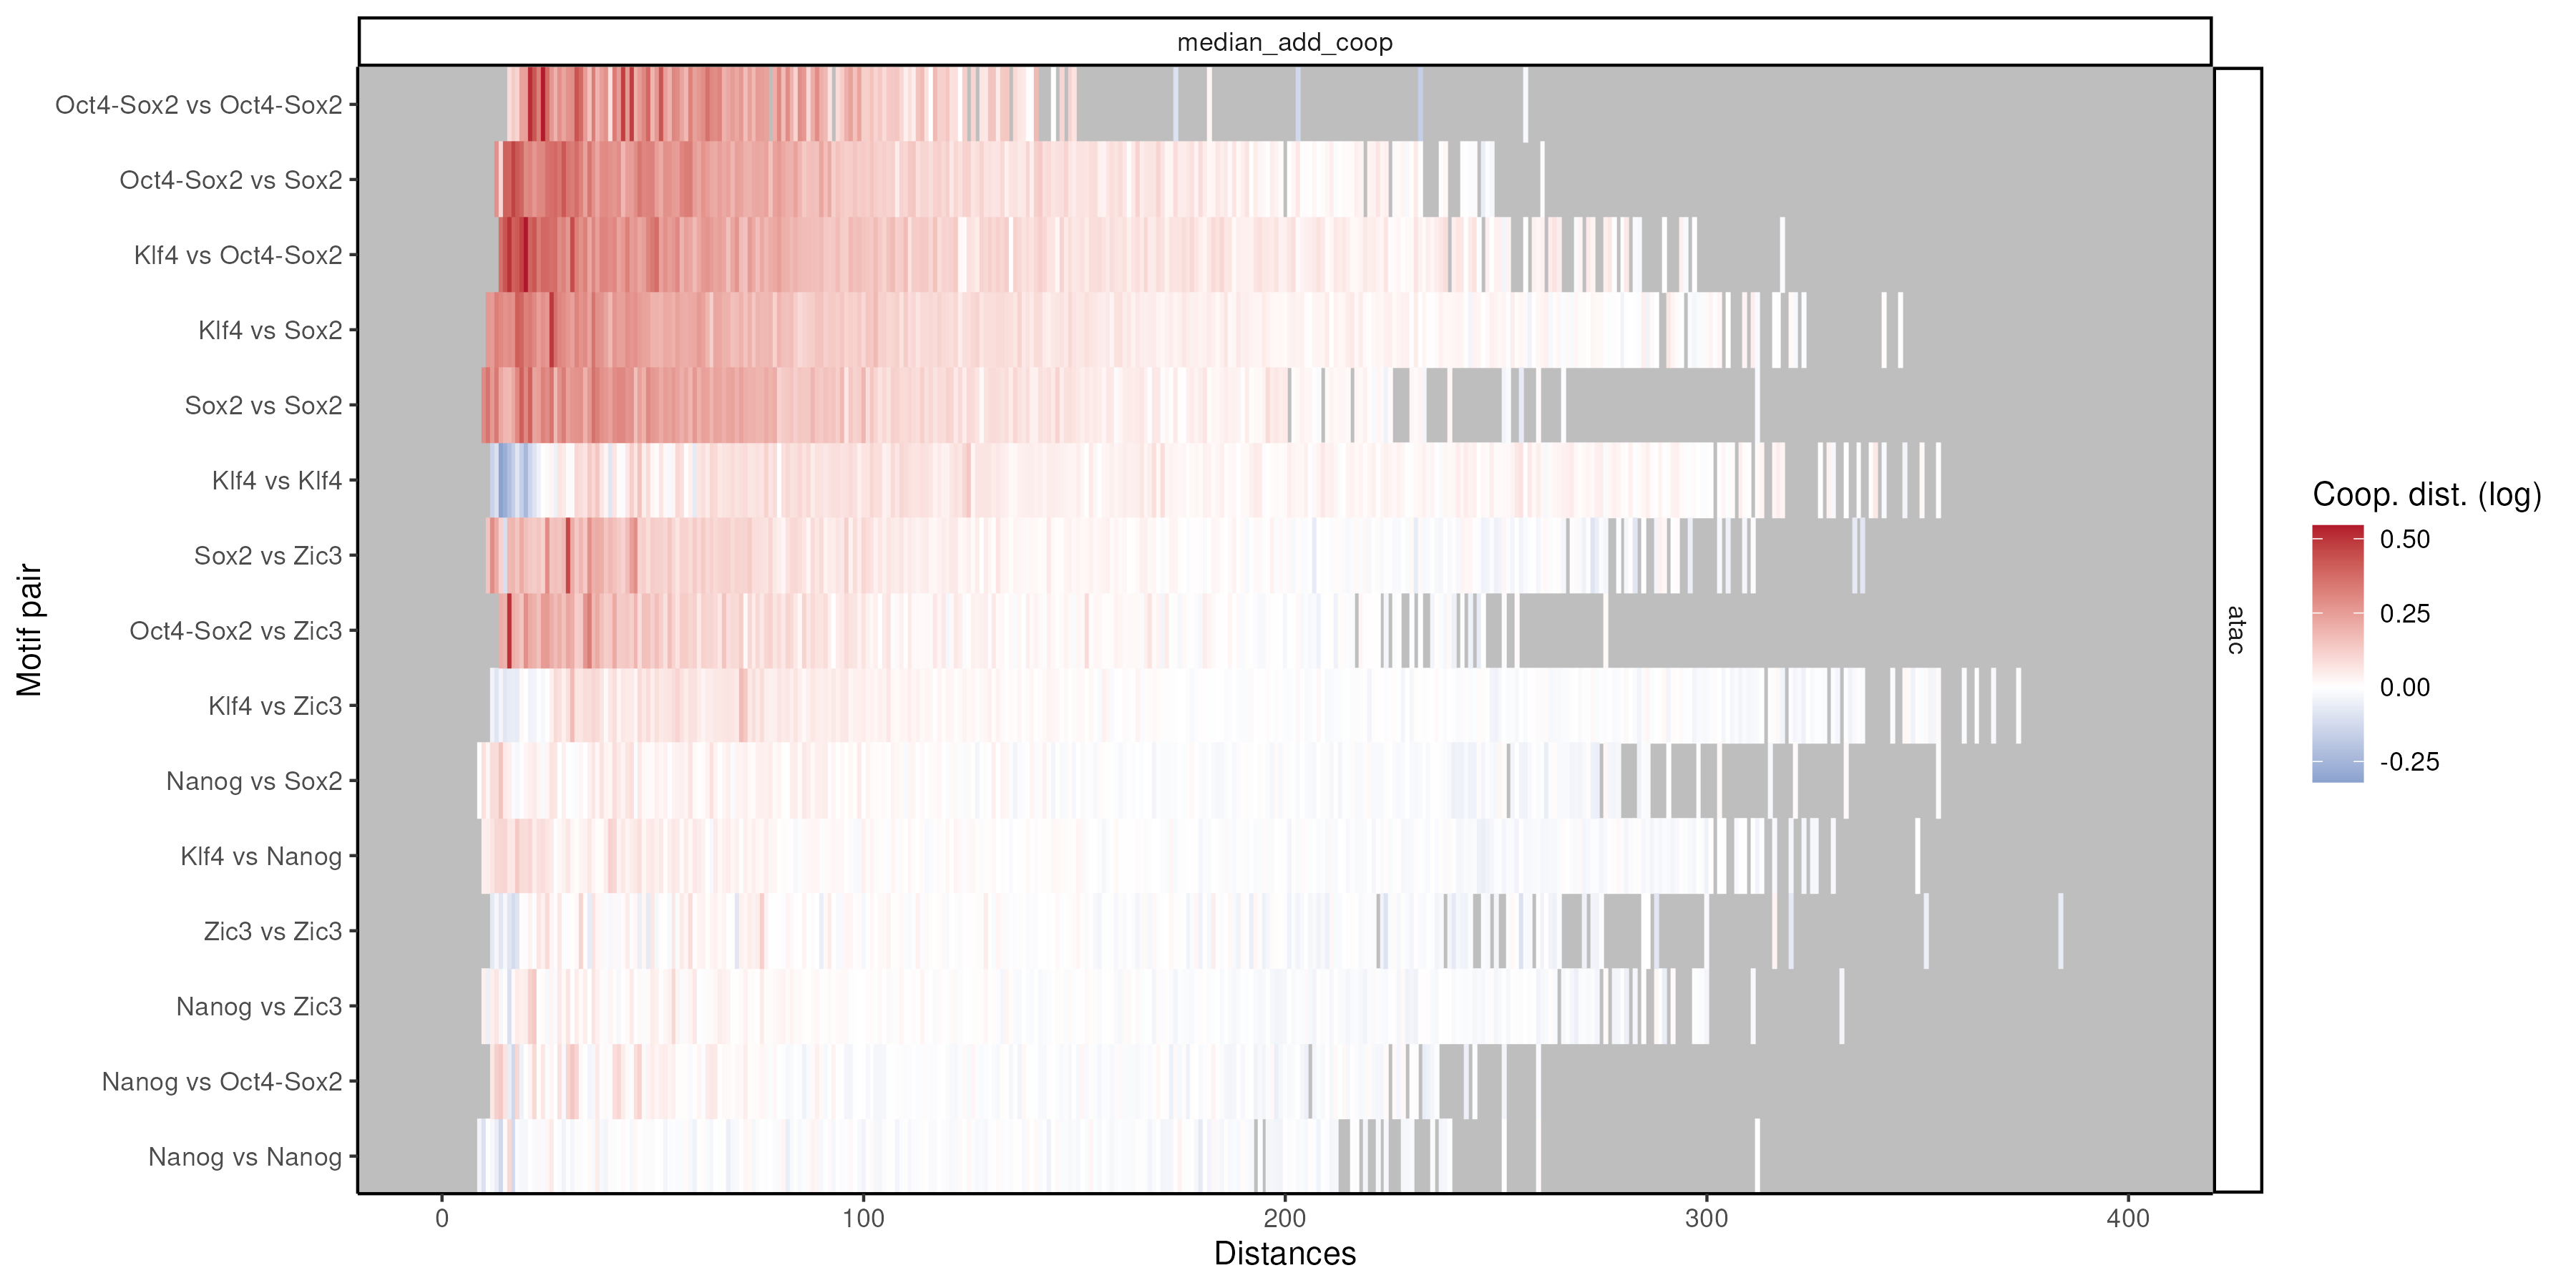 median_add_coop
Oct4-Sox2 vs Oct4-Sox2
Oct4-Sox2 vs Sox2
Klf4 vs Oct4-Sox2
Klf4 vs Sox2
Sox2 vs Sox2
Klf4 vs Klf4
Sox2 vs Zic3
Oct4-Sox2 vs Zic3
Klf4 vs Zic3
Nanog vs Sox2
Klf4 vs Nanog
Zic3 vs Zic3
Nanog vs Zic3
Nanog vs Oct4-Sox2
Nanog vs Nanog
Motif pair
0 100 200 300 400
Distances
atac
Coop. dist. (log)
0.50
0.25
0.00
-0.25